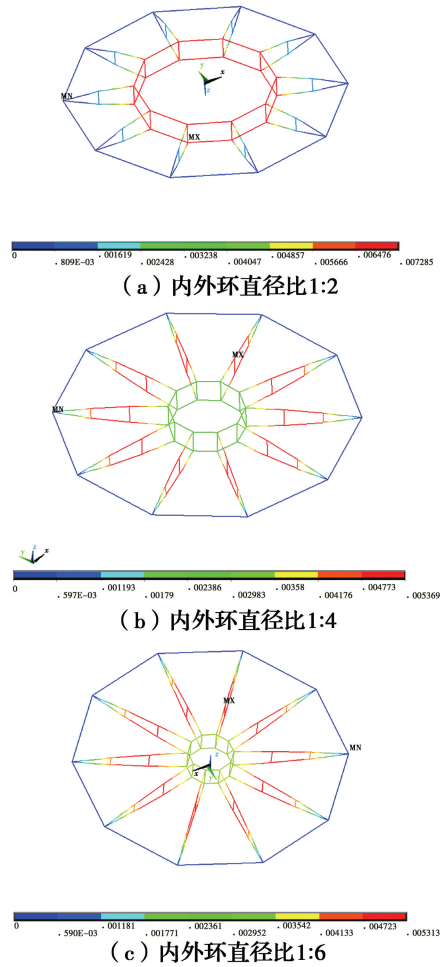 y
x
z
MN
MX
0 .001619 .003238 .004857 .006476
.809E-03 .002428 .004047 .005666 .007285
（a）内外环直径比1:2
MX
MN
y z x
0 .001193 .002386 .00358 .004773
.597E-03 .00179 .002983 .004176 .005369
（b）内外环直径比1:4
MX
MN
z
x
y
0 .001181 .002361 .003542 .004723
.590E-03 .001771 .002952 .004133 .005313
（c）内外环直径比1:6